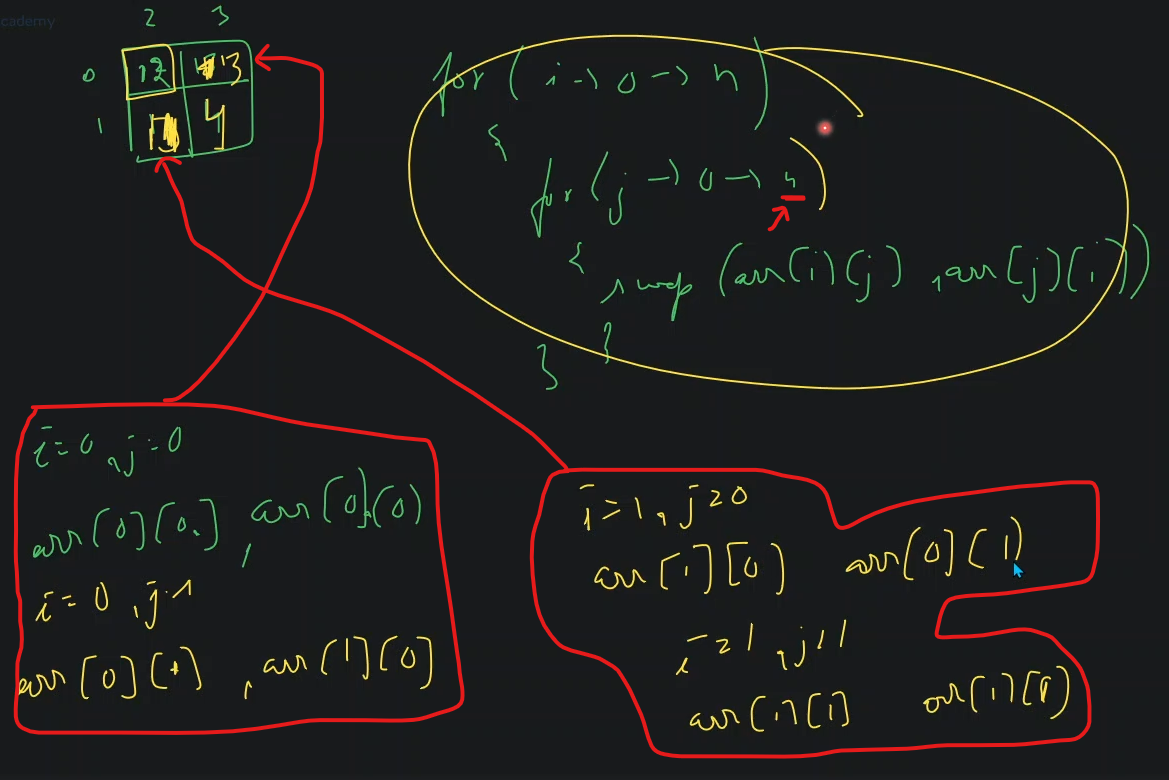 cademy
2 3
0 12 3
1 4
for ( i → 0 → n )
{
for ( j → 0 → n
{
swap (arr(i)(j) ,arr[j)(i))
}
}
i=0 ,j=0
arr[0][0.] , arr[0](0)
i=0 ,j=1
arr[0](1) ,arr(1)[0)
i=1 ,j=0
arr[1][0) arr(0](1)
i=1 ,j=1
arr[1)[1] arr[1)[1)